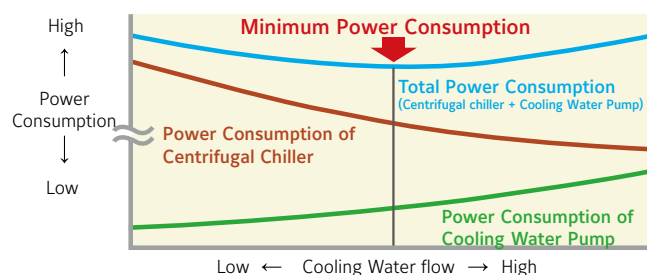 Minimum Power Consumption
High
↑
Power
Consumption
↓
Low
Total Power Consumption
(Centrifugal chiller + Cooling Water Pump)
Power Consumption of
Centrifugal Chiller
Power Consumption of
Cooling Water Pump
Low ← Cooling Water flow → High